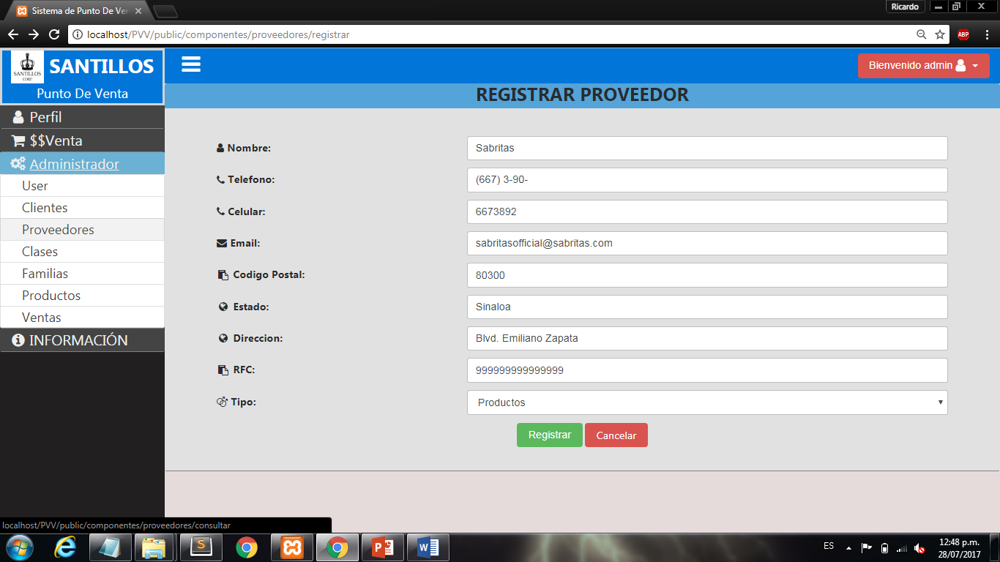 Sistema de Punto De Ver
Ricardo
localhost/PVV/public/componentes/proveedores/registrar
ABP
SANTILLOS
CORP
SANTILLOS
Punto De Venta
Bienvenido admin
REGISTRAR PROVEEDOR
Perfil
$$Venta
Administrador
User
Clientes
Proveedores
Clases
Familias
Productos
Ventas
INFORMACIÓN
Nombre: Sabritas
Telefono: (667) 3-90-
Celular: 6673892
Email: sabritasofficial@sabritas.com
Codigo Postal: 80300
Estado: Sinaloa
Direccion: Blvd. Emiliano Zapata
RFC: 999999999999999
Tipo: Productos
Registrar Cancelar
localhost/PVV/public/componentes/proveedores/consultar
ES
12:48 p.m.
28/07/2017